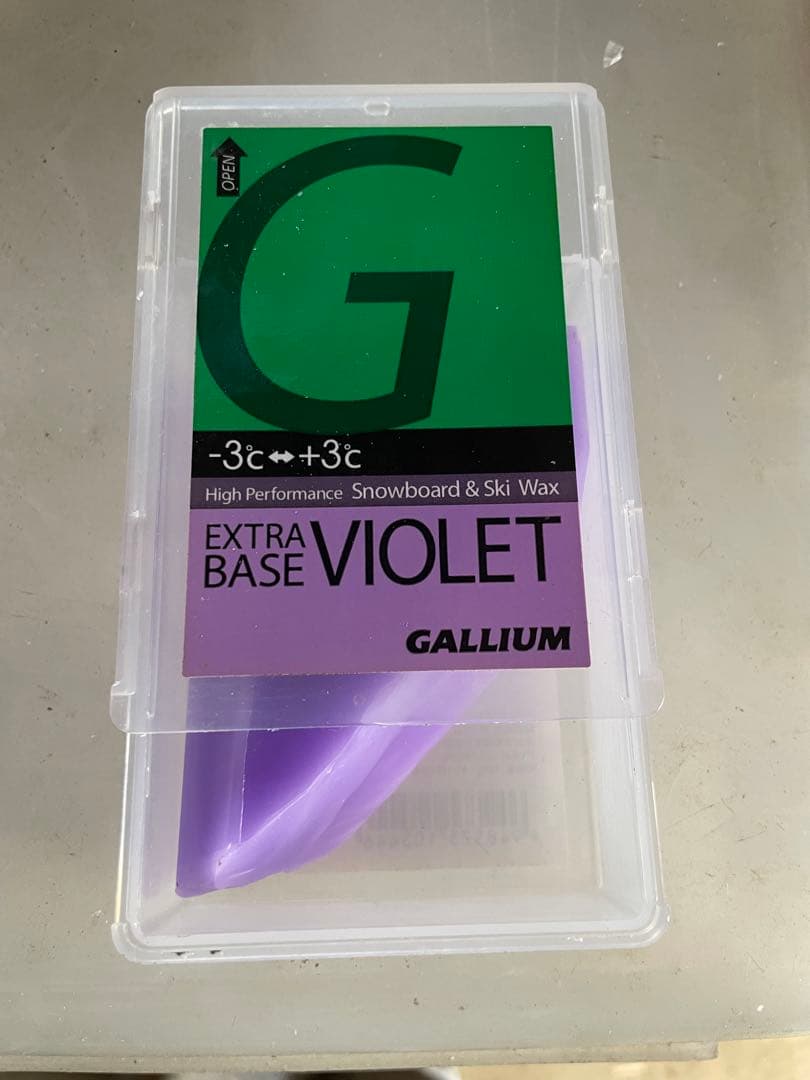 OPEN
G
-3℃ ↔ +3℃
High Performance Snowboard & Ski Wax
EXTRA
BASE VIOLET
GALLIUM